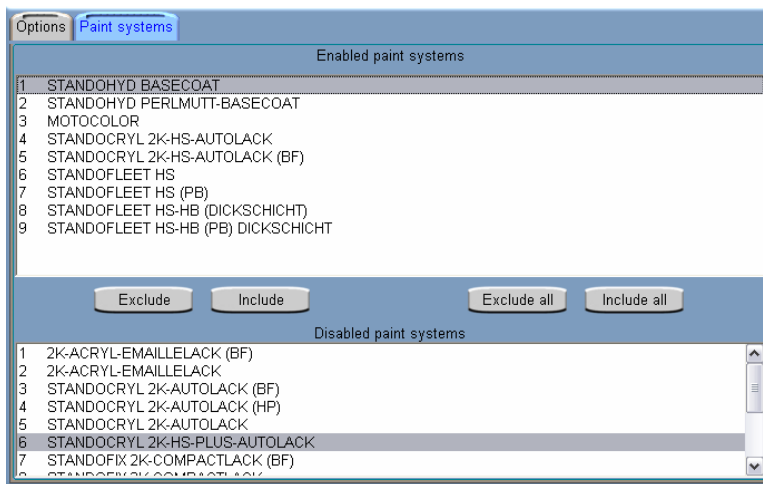 Options Paint systems
Enabled paint systems
1 STANDOHYD BASECOAT
2 STANDOHYD PERLMUTT-BASECOAT
3 MOTOCOLOR
4 STANDOCRYL 2K-HS-AUTOLACK
5 STANDOCRYL 2K-HS-AUTOLACK (BF)
6 STANDOFLEET HS
7 STANDOFLEET HS (PB)
8 STANDOFLEET HS-HB (DICKSCHICHT)
9 STANDOFLEET HS-HB (PB) DICKSCHICHT
Exclude Include Exclude all Include all
Disabled paint systems
1 2K-ACRYL-EMAILLELACK (BF)
2 2K-ACRYL-EMAILLELACK
3 STANDOCRYL 2K-AUTOLACK (BF)
4 STANDOCRYL 2K-AUTOLACK (HP)
5 STANDOCRYL 2K-AUTOLACK
6 STANDOCRYL 2K-HS-PLUS-AUTOLACK
7 STANDOFIX 2K-COMPACTLACK (BF)
8 STANDOFIX 2K-COMPACTLACK